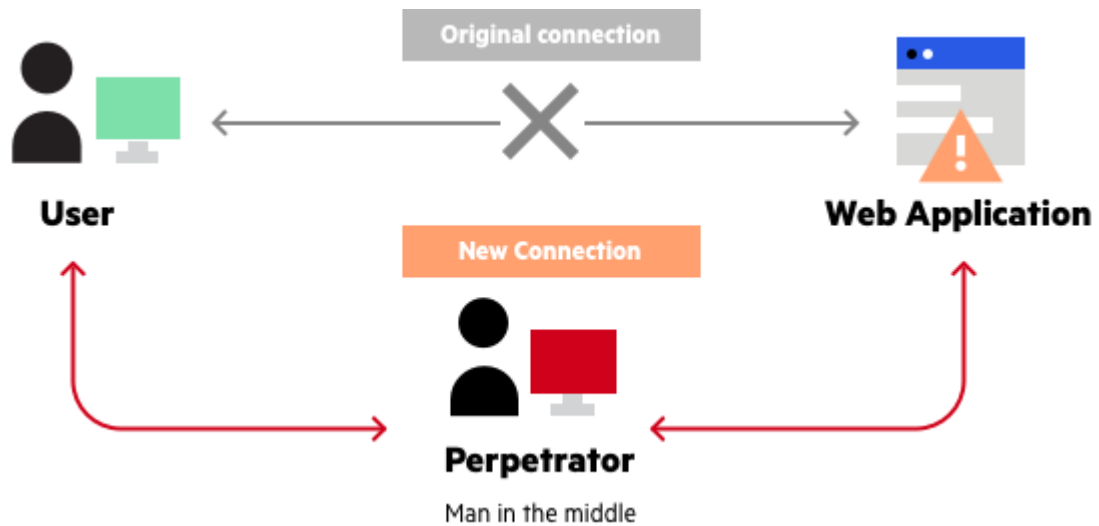 Original connection
User
Web Application
New Connection
Perpetrator
Man in the middle